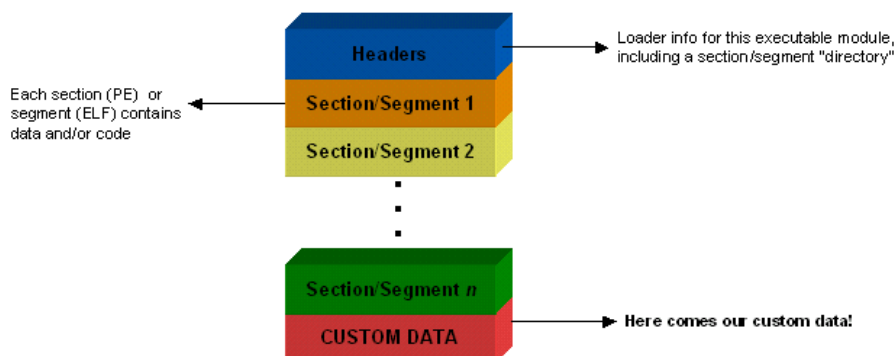 Headers
Loader info for this executable module,
including a section/segment "directory"
Each section (PE) or
segment (ELF) contains
data and/or code
Section/Segment 1
Section/Segment 2
Section/Segment n
CUSTOM DATA
Here comes our custom data!